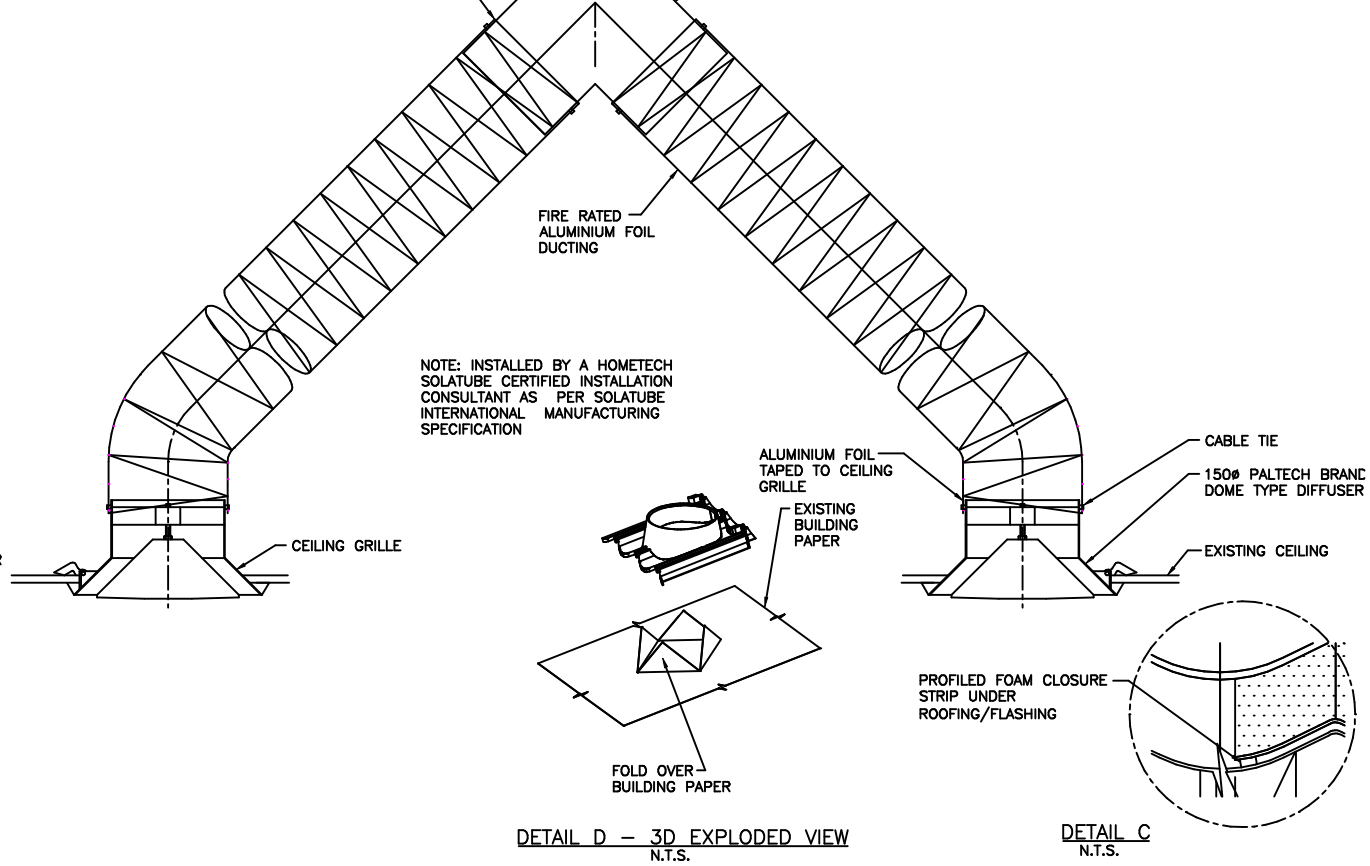 FIRE RATED
ALUMINIUM FOIL
DUCTING
NOTE: INSTALLED BY A HOMETECH
SOLATUBE CERTIFIED INSTALLATION
CONSULTANT AS PER SOLATUBE
INTERNATIONAL MANUFACTURING
SPECIFICATION
ALUMINIUM FOIL
TAPED TO CEILING
GRILLE
CABLE TIE
150ø PALTECH BRAND
DOME TYPE DIFFUSER
EXISTING
BUILDING
PAPER
CEILING GRILLE
EXISTING CEILING
PROFILED FOAM CLOSURE
STRIP UNDER
ROOFING/FLASHING
FOLD OVER
BUILDING PAPER
DETAIL D – 3D EXPLODED VIEW
N.T.S.
DETAIL C
N.T.S.